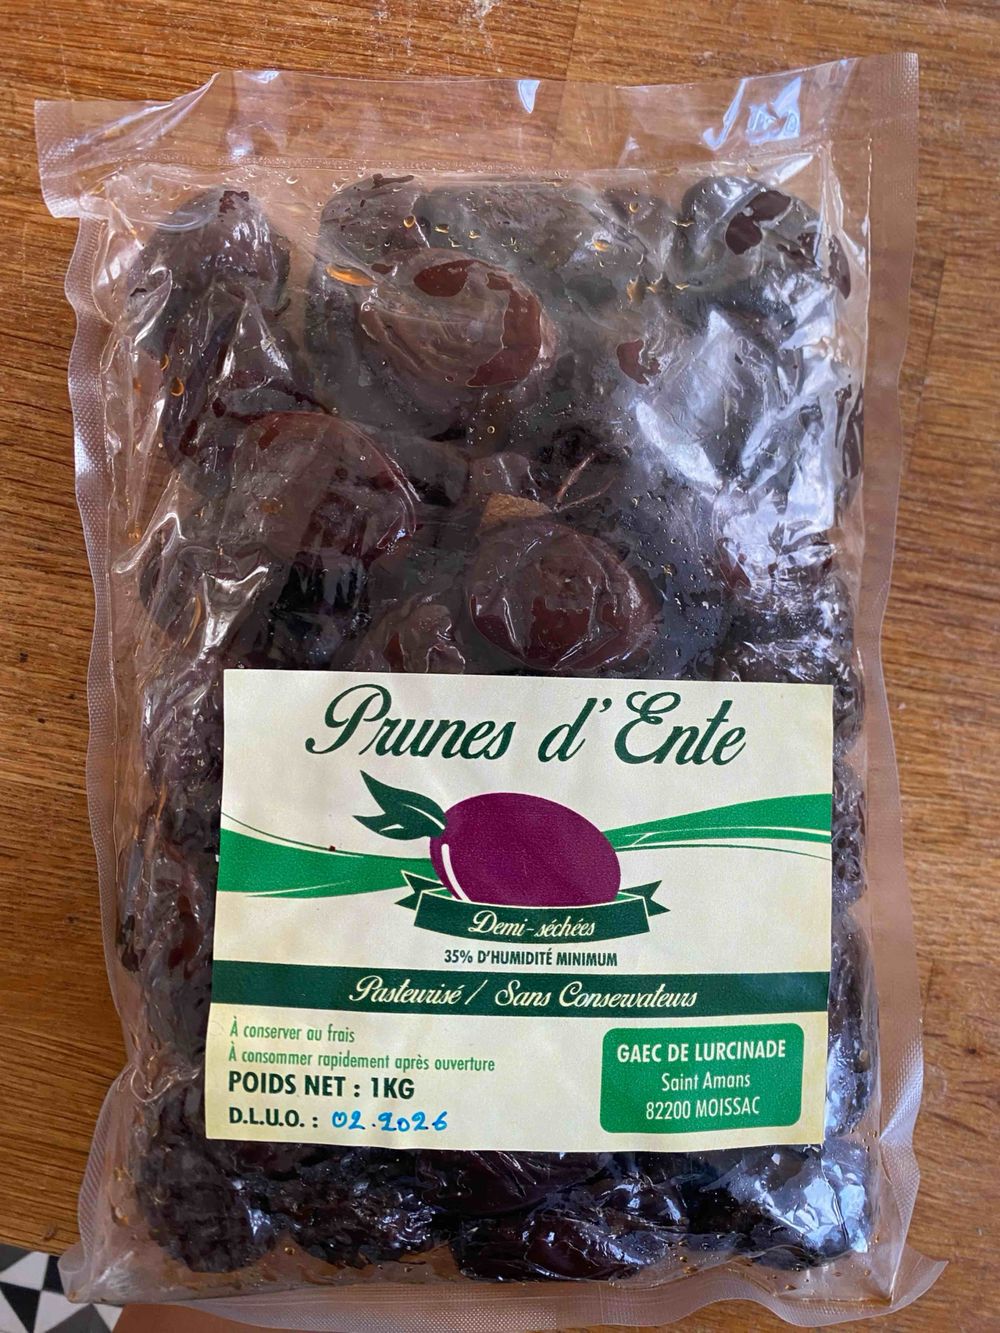 Prunes d'Ente
Demi-séchées
35% D'HUMIDITÉ MINIMUM
Pasteurisé / Sans Conservateurs
À conserver au frais
À consommer rapidement après ouverture
POIDS NET : 1KG
D.L.U.O. : 02.2026
GAEC DE LURCINADE
Saint Amans
82200 MOISSAC